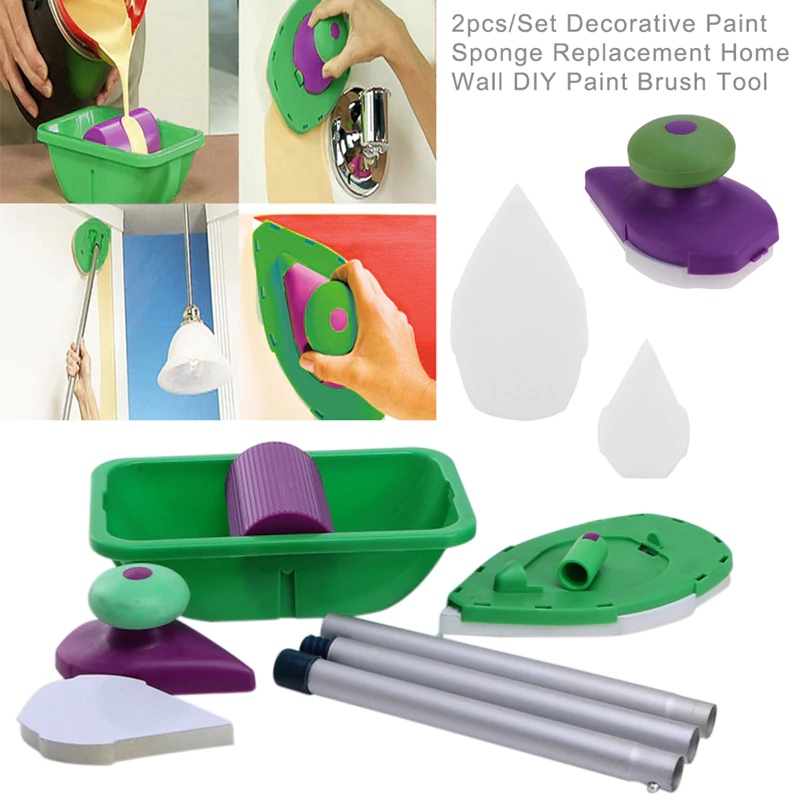 2pcs/Set Decorative Paint
Sponge Replacement Home
Wall DIY Paint Brush Tool